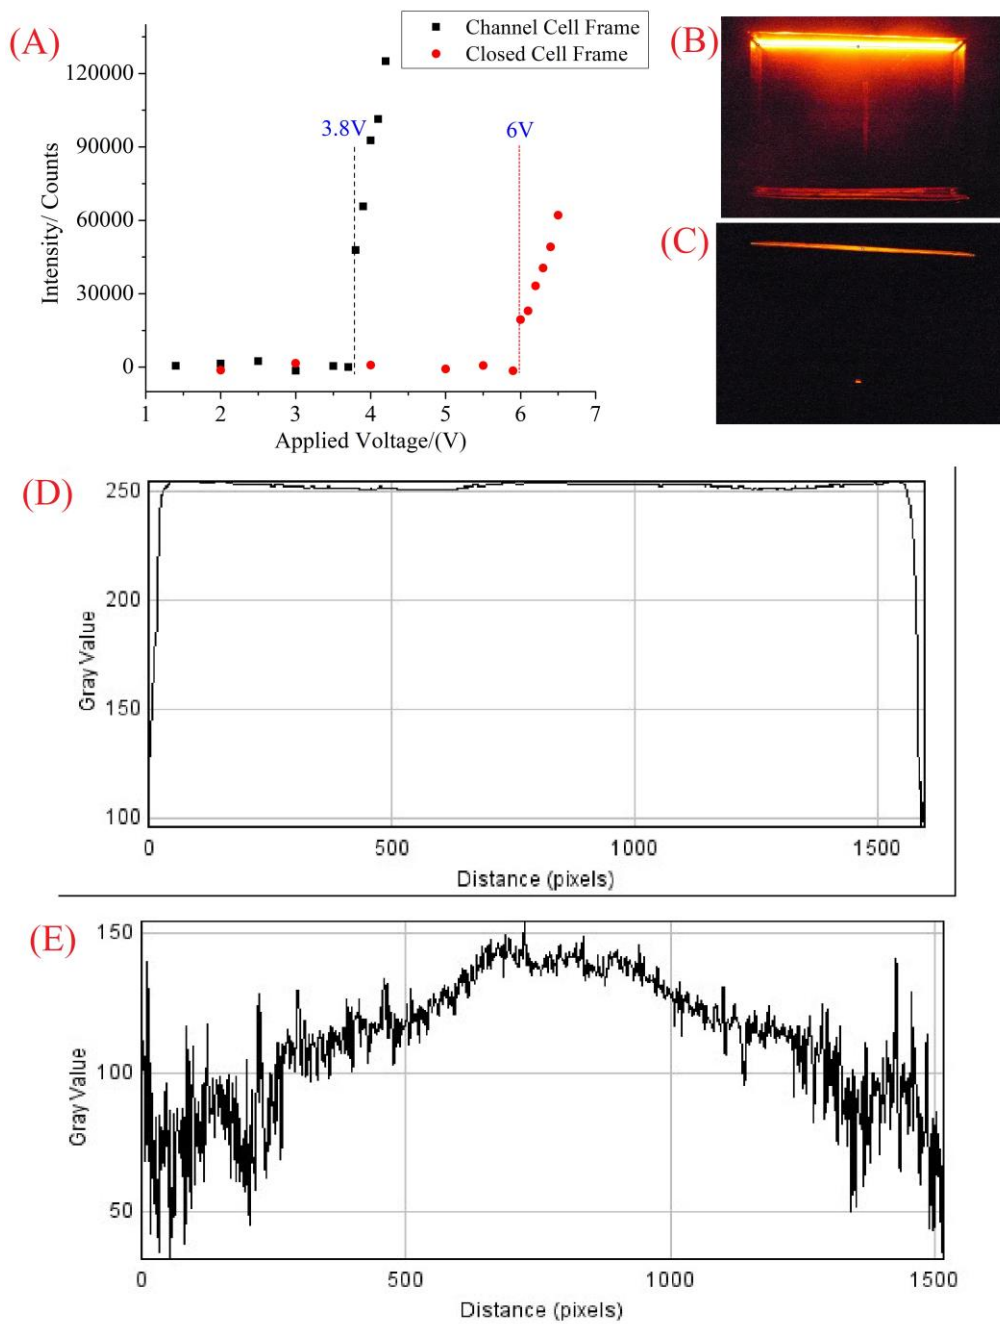 (A)
Channel Cell Frame
Closed Cell Frame
120000
90000
60000
30000
0
Intensity/ Counts
3.8V
6V
1 2 3 4 5 6 7
Applied Voltage/(V)
(B)
(C)
(D)
250
200
150
100
Gray Value
0 500 1000 1500
Distance (pixels)
(E)
150
100
50
Gray Value
0 500 1000 1500
Distance (pixels)